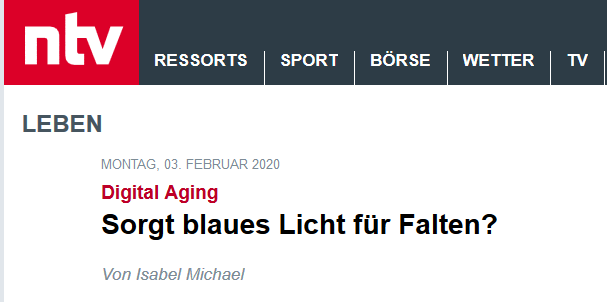 ntv
RESSORTS SPORT BÖRSE WETTER TV
LEBEN
MONTAG, 03. FEBRUAR 2020
Digital Aging
Sorgt blaues Licht für Falten?
Von Isabel Michael